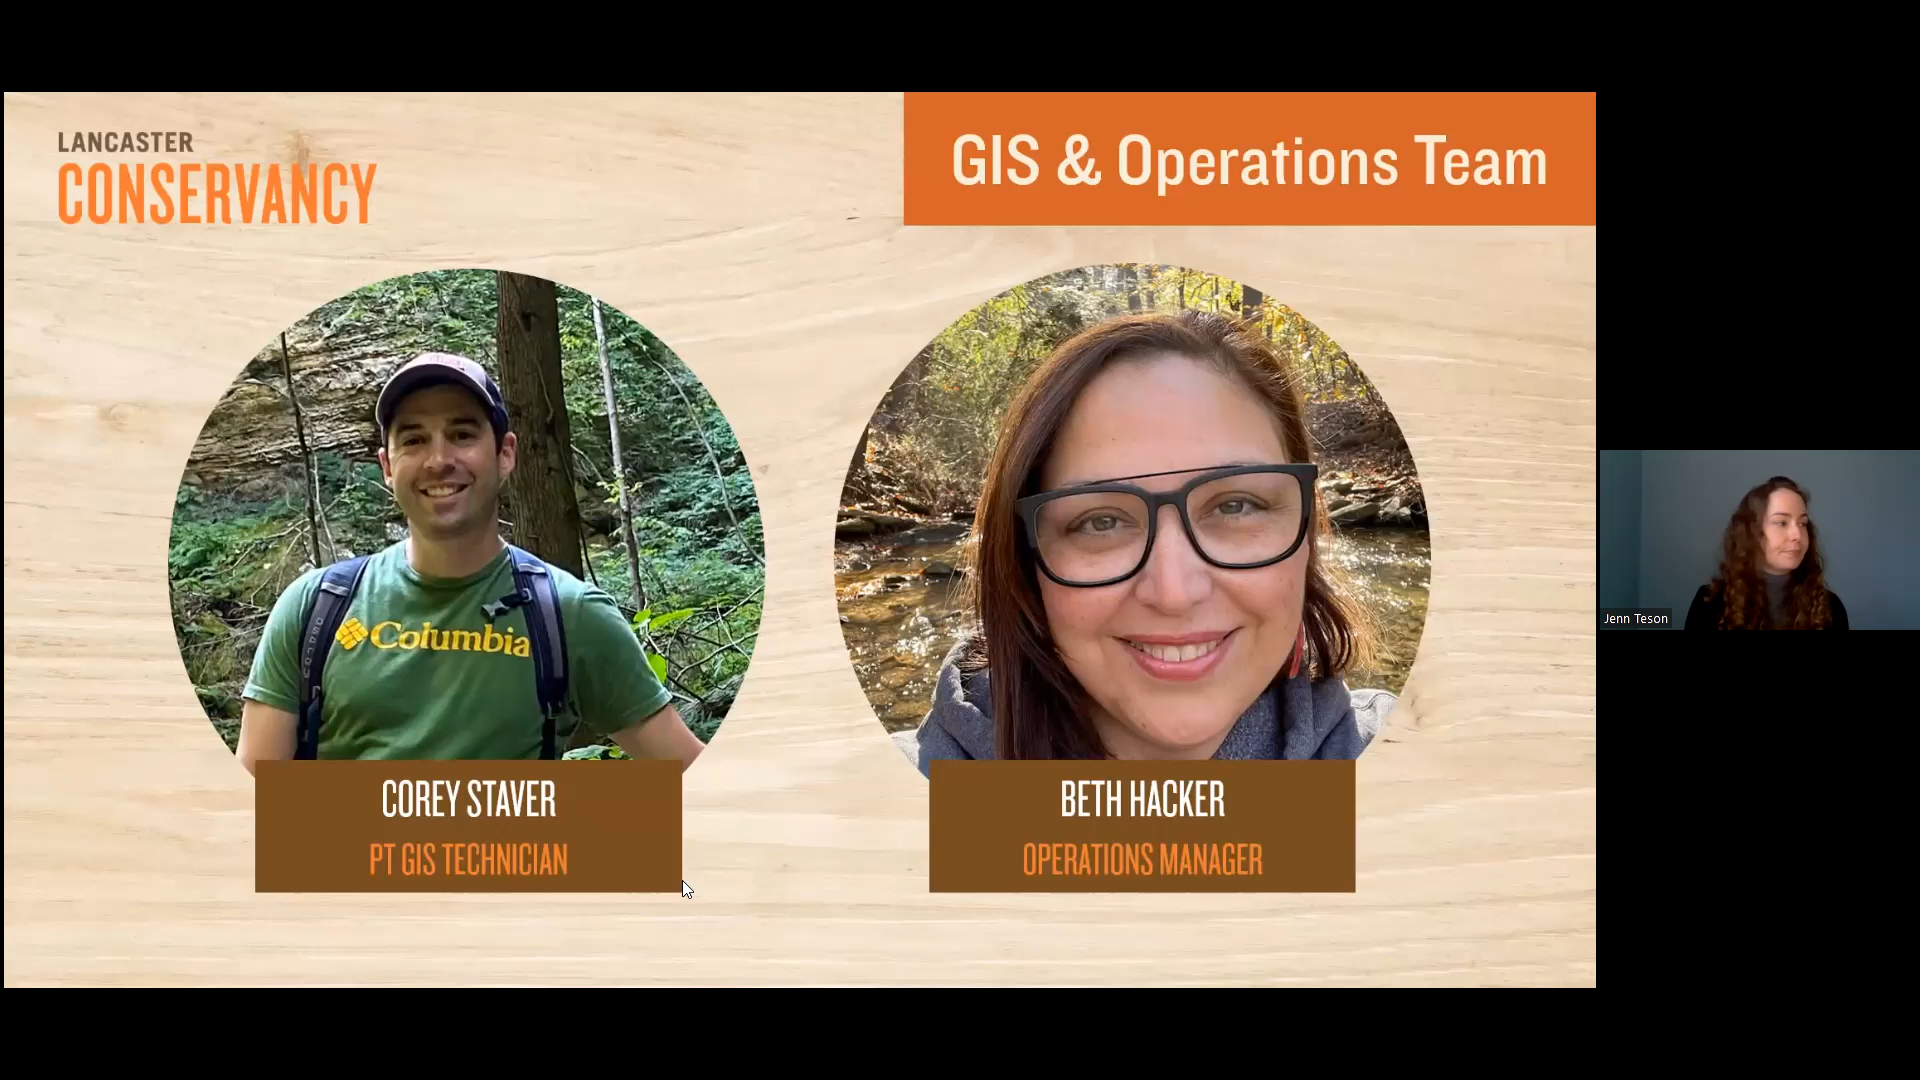 LANCASTER
CONSERVANCY
GIS & Operations Team
Columbia
COREY STAVER
PT GIS TECHNICIAN
BETH HACKER
OPERATIONS MANAGER
Jenn Teson